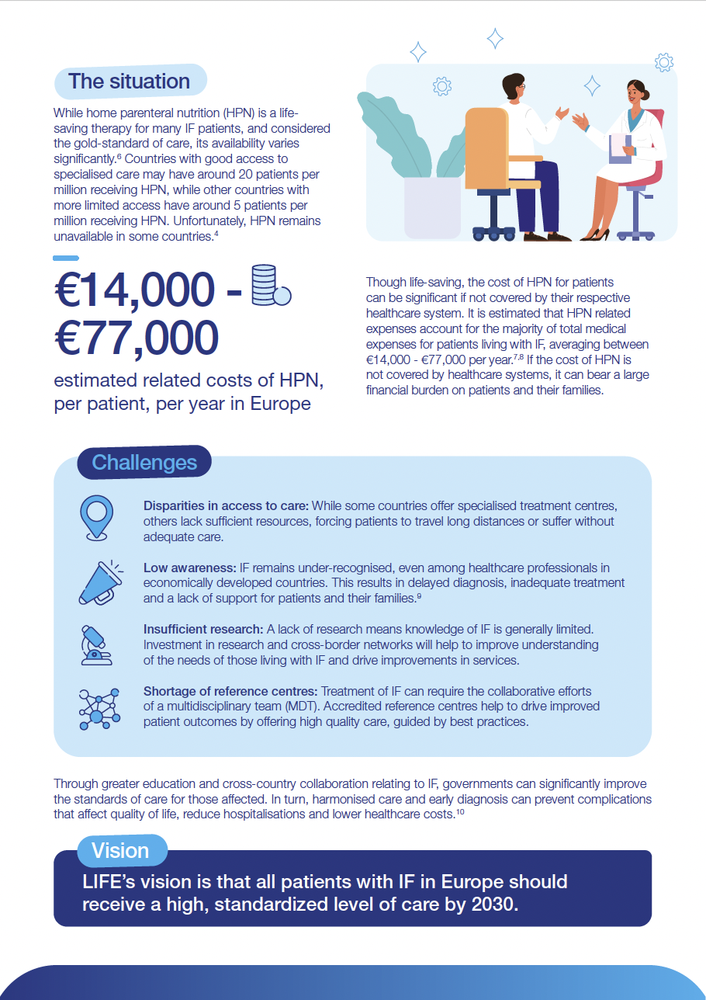 The situation
While home parenteral nutrition (HPN) is a life-
saving therapy for many IF patients, and considered
the gold-standard of care, its availability varies
significantly.⁶ Countries with good access to
specialised care may have around 20 patients per
million receiving HPN, while other countries with
more limited access have around 5 patients per
million receiving HPN. Unfortunately, HPN remains
unavailable in some countries.⁴
€14,000 -
€77,000
estimated related costs of HPN,
per patient, per year in Europe
Though life-saving, the cost of HPN for patients
can be significant if not covered by their respective
healthcare system. It is estimated that HPN related
expenses account for the majority of total medical
expenses for patients living with IF, averaging between
€14,000 - €77,000 per year.⁷,⁸ If the cost of HPN is
not covered by healthcare systems, it can bear a large
financial burden on patients and their families.
Challenges
Disparities in access to care: While some countries offer specialised treatment centres,
others lack sufficient resources, forcing patients to travel long distances or suffer without
adequate care.
Low awareness: IF remains under-recognised, even among healthcare professionals in
economically developed countries. This results in delayed diagnosis, inadequate treatment
and a lack of support for patients and their families.⁹
Insufficient research: A lack of research means knowledge of IF is generally limited.
Investment in research and cross-border networks will help to improve understanding
of the needs of those living with IF and drive improvements in services.
Shortage of reference centres: Treatment of IF can require the collaborative efforts
of a multidisciplinary team (MDT). Accredited reference centres help to drive improved
patient outcomes by offering high quality care, guided by best practices.
Through greater education and cross-country collaboration relating to IF, governments can significantly improve
the standards of care for those affected. In turn, harmonised care and early diagnosis can prevent complications
that affect quality of life, reduce hospitalisations and lower healthcare costs.¹⁰
Vision
LIFE's vision is that all patients with IF in Europe should
receive a high, standardized level of care by 2030.